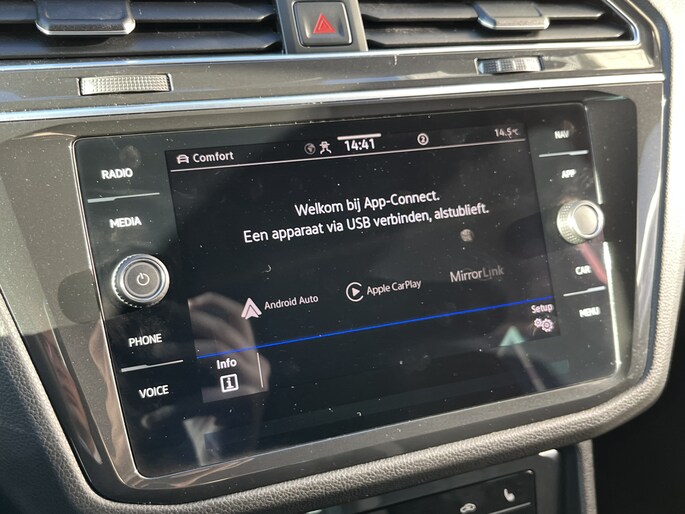 Comfort
14:41
2
14.5°C
RADIO
MEDIA
PHONE
VOICE
Welkom bij App-Connect.
Een apparaat via USB verbinden, alstublieft.
Android Auto
Apple CarPlay
MirrorLink
Info
Setup
NAV
APP
CAR
MENU